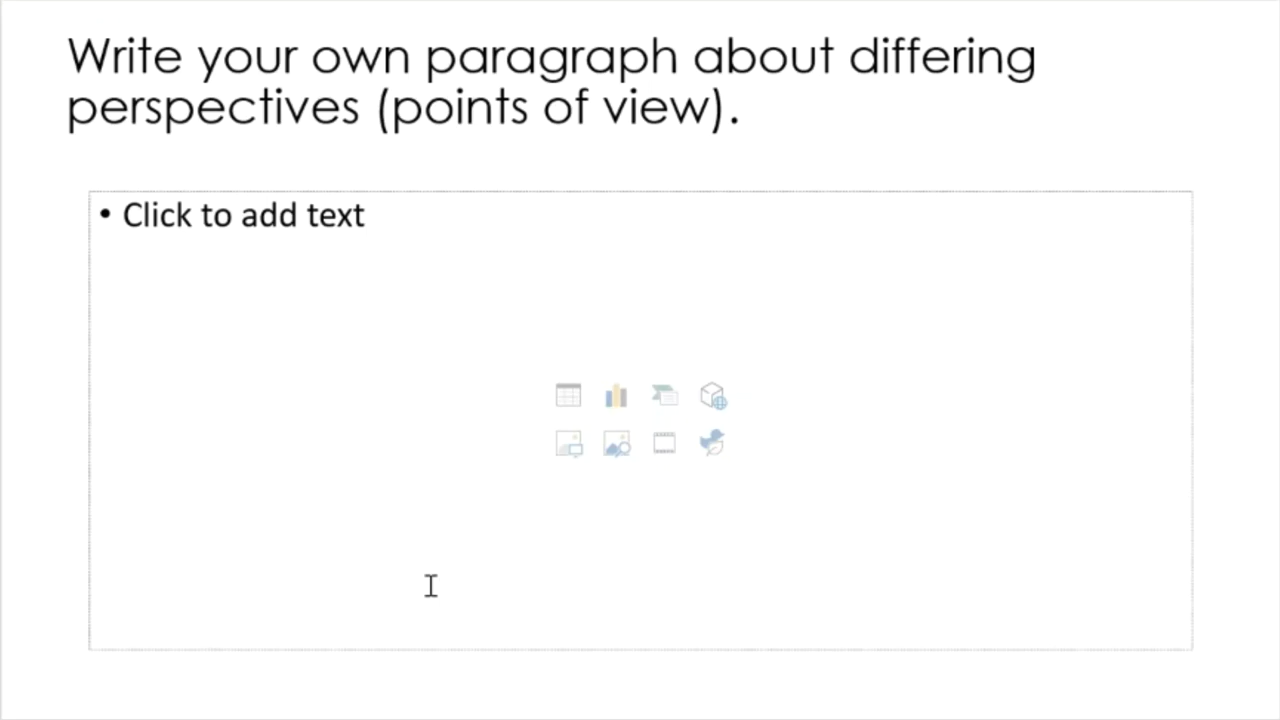 Write your own paragraph about differing
perspectives (points of view).
• Click to add text